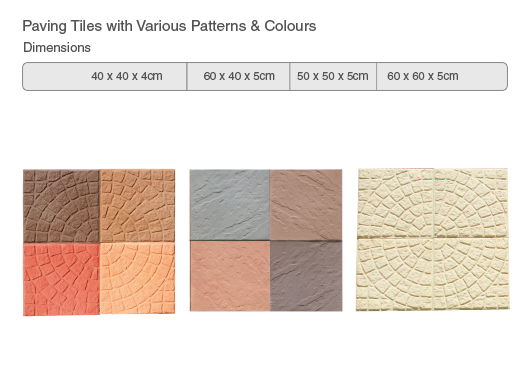 Paving Tiles with Various Patterns & Colours
Dimensions
40 x 40 x 4cm 60 x 40 x 5cm 50 x 50 x 5cm 60 x 60 x 5cm